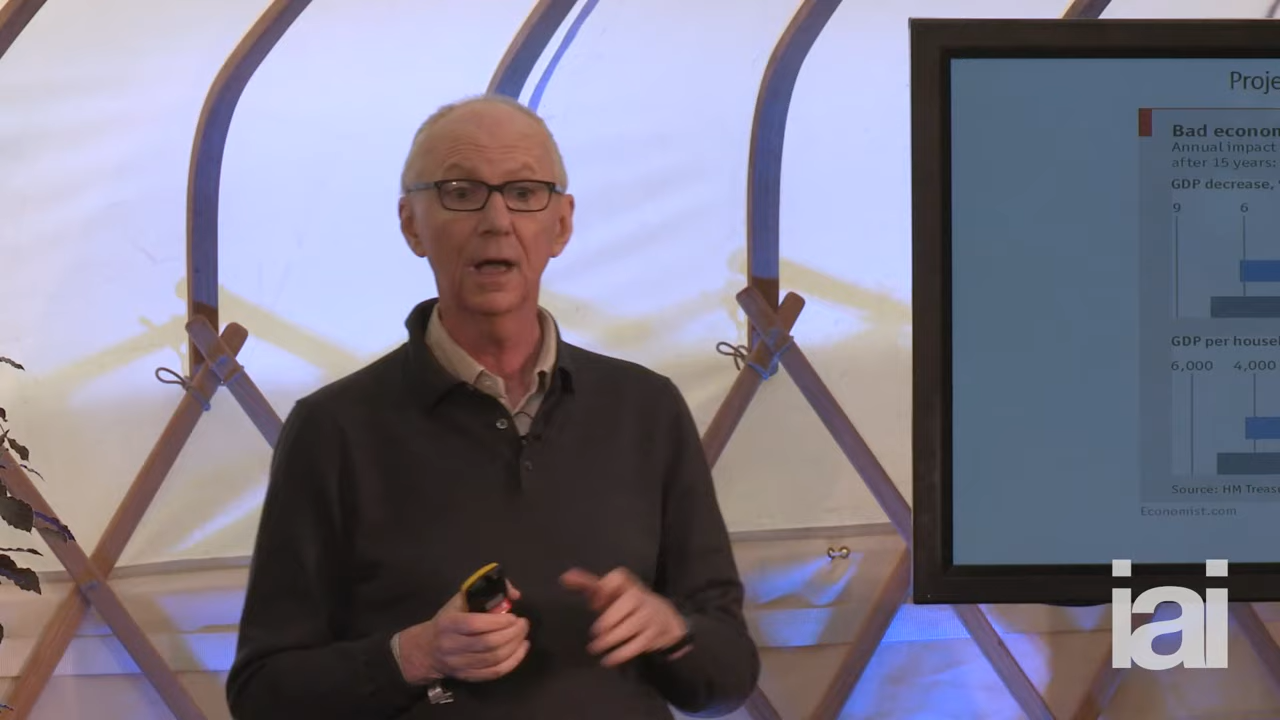 Proje
Bad econom
Annual impact
after 15 years:
GDP decrease,
9 6
GDP per househ
6,000 4,000
Source: HM Treas
Economist.com
iai